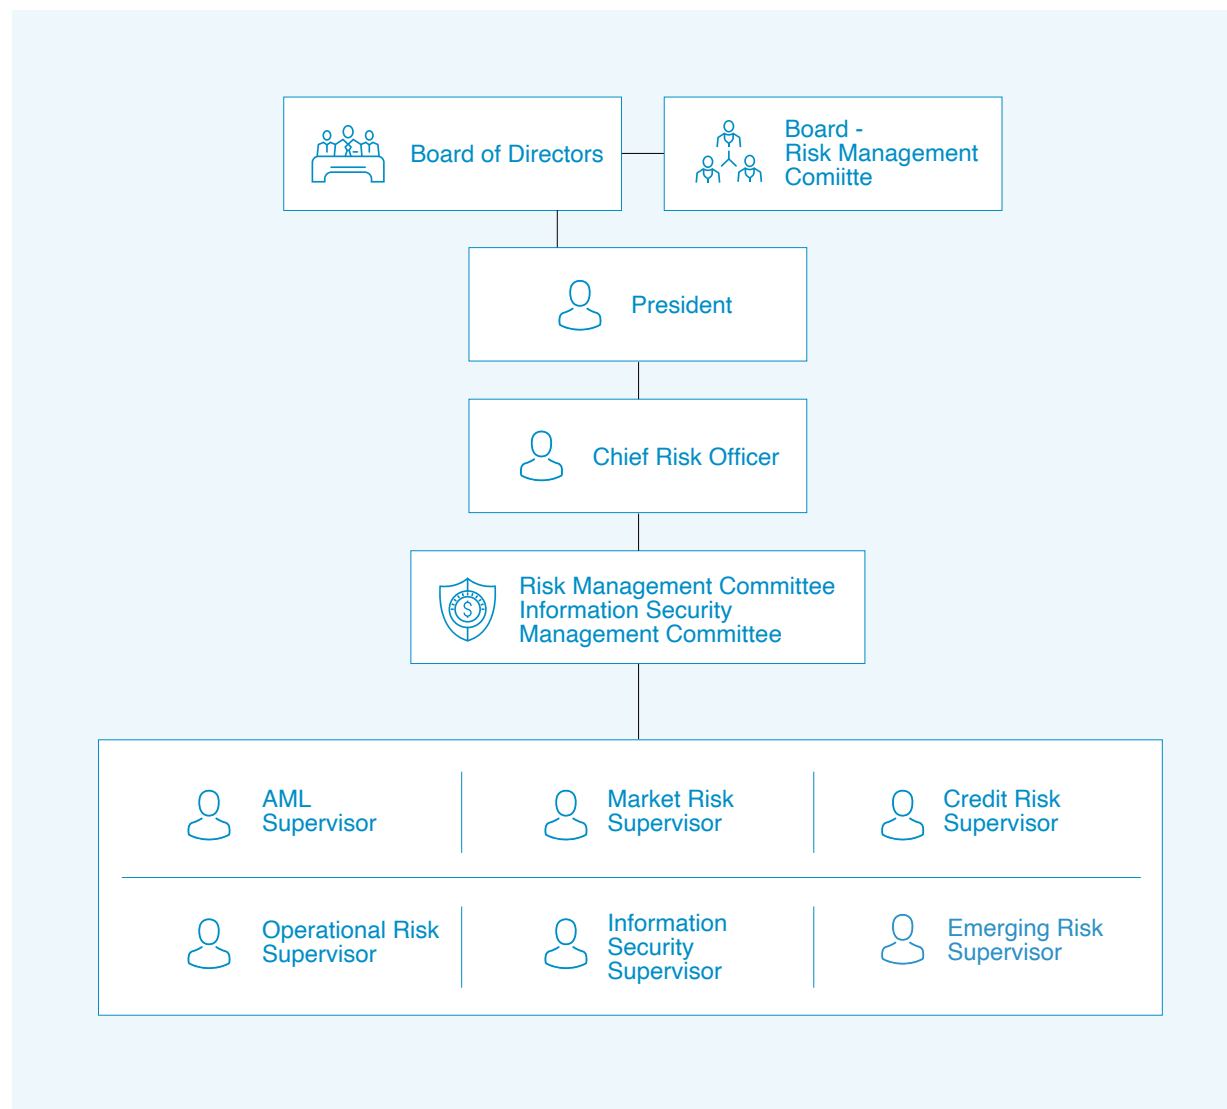 Board of Directors
Board -
Risk Management
Comiitte
President
Chief Risk Officer
Risk Management Committee
Information Security
Management Committee
AML
Supervisor
Market Risk
Supervisor
Credit Risk
Supervisor
Operational Risk
Supervisor
Information
Security
Supervisor
Emerging Risk
Supervisor